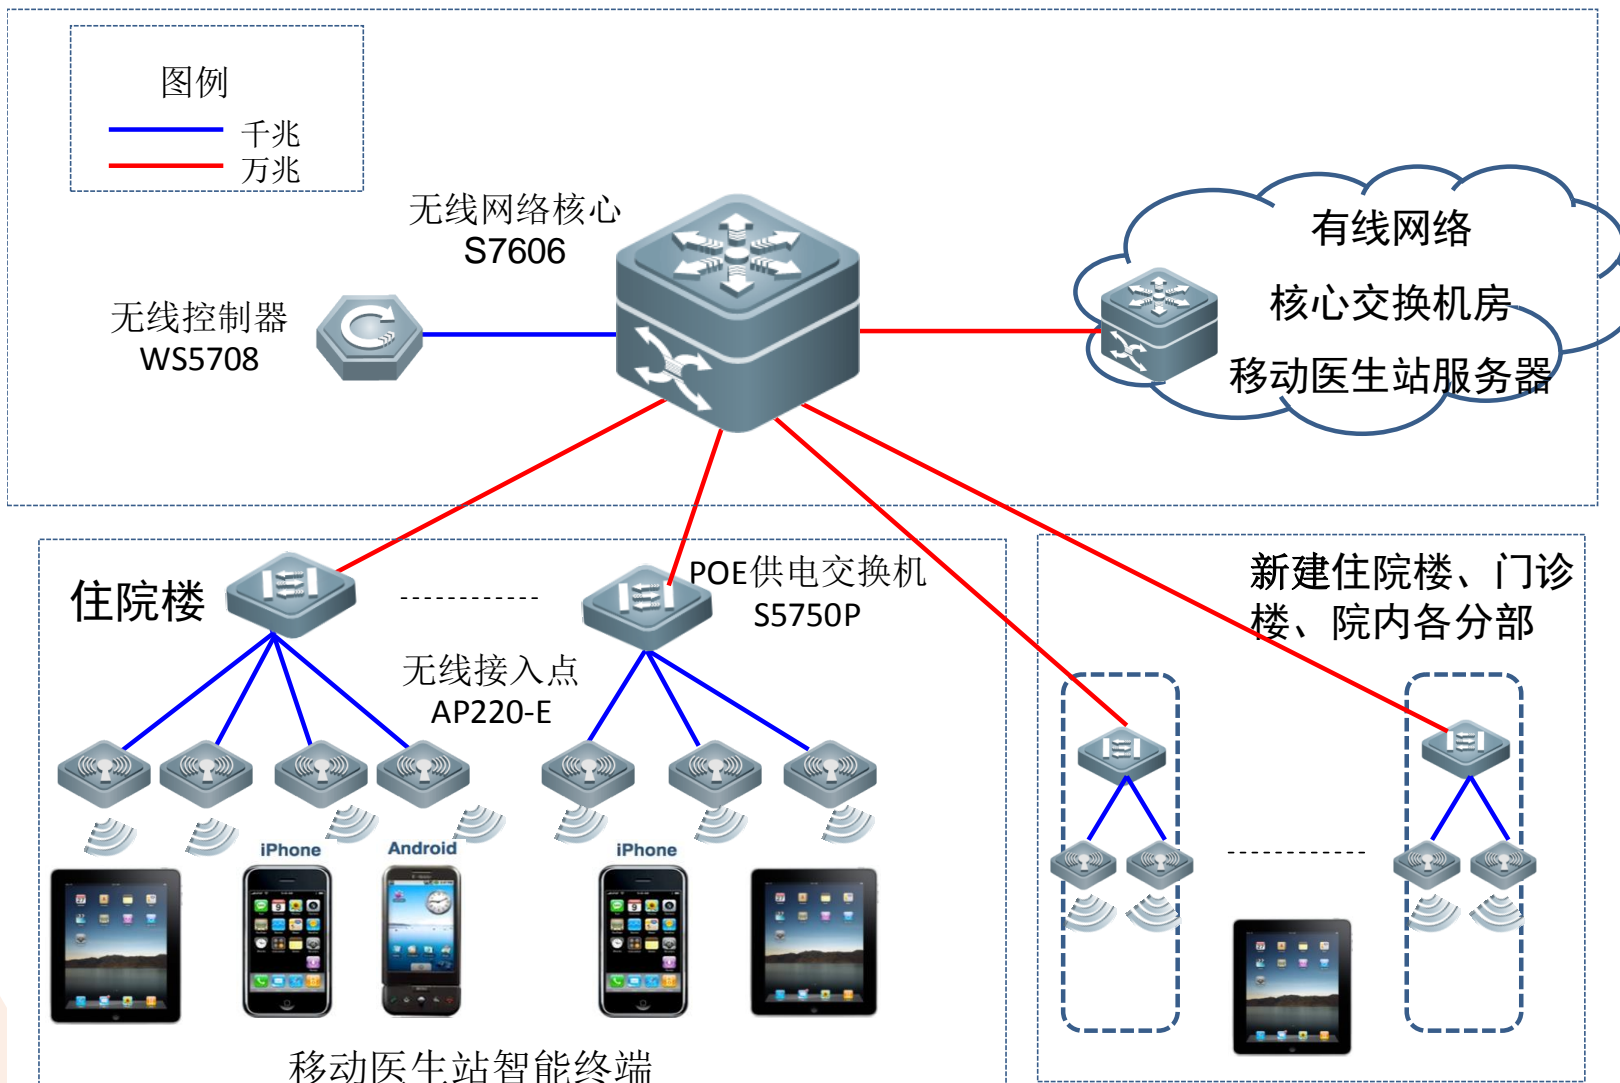 图例
千兆
万兆
无线网络核心
S7606
无线控制器
WS5708
有线网络
核心交换机房
移动医生站服务器
住院楼
POE供电交换机
S5750P
无线接入点
AP220-E
新建住院楼、门诊
楼、院内各分部
iPhone
Android
iPhone
移动医生站智能终端